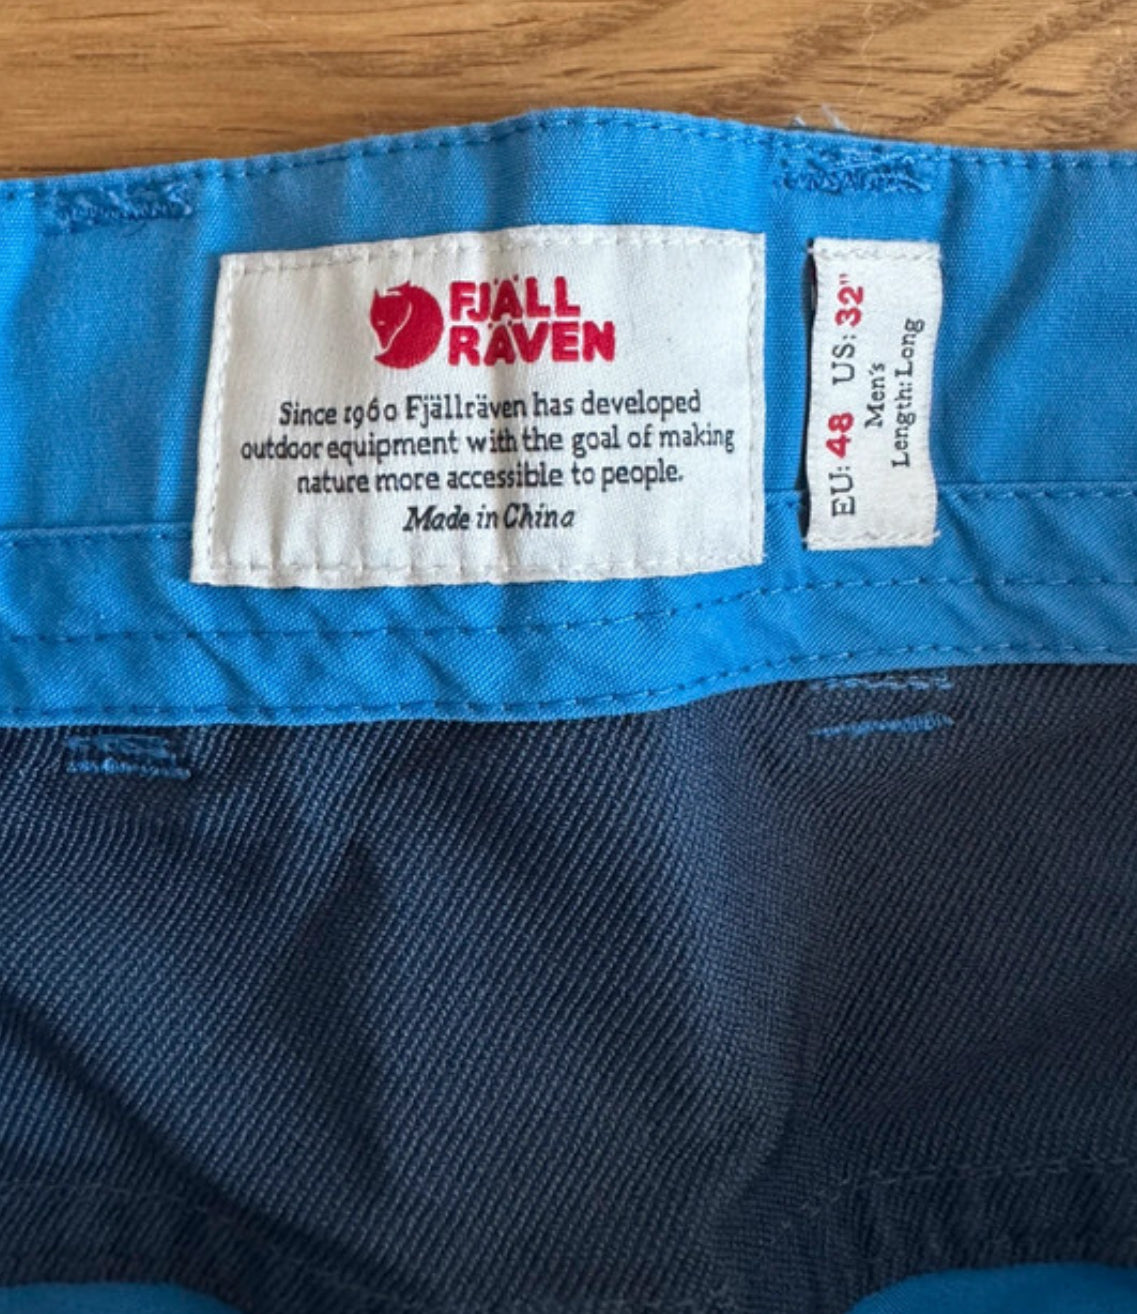 FJÄLL
RÄVEN
Since 1960 Fjällräven has developed
outdoor equipment with the goal of making
nature more accessible to people.
Made in China
EU: 48 US: 32"
Men's
Length: Long